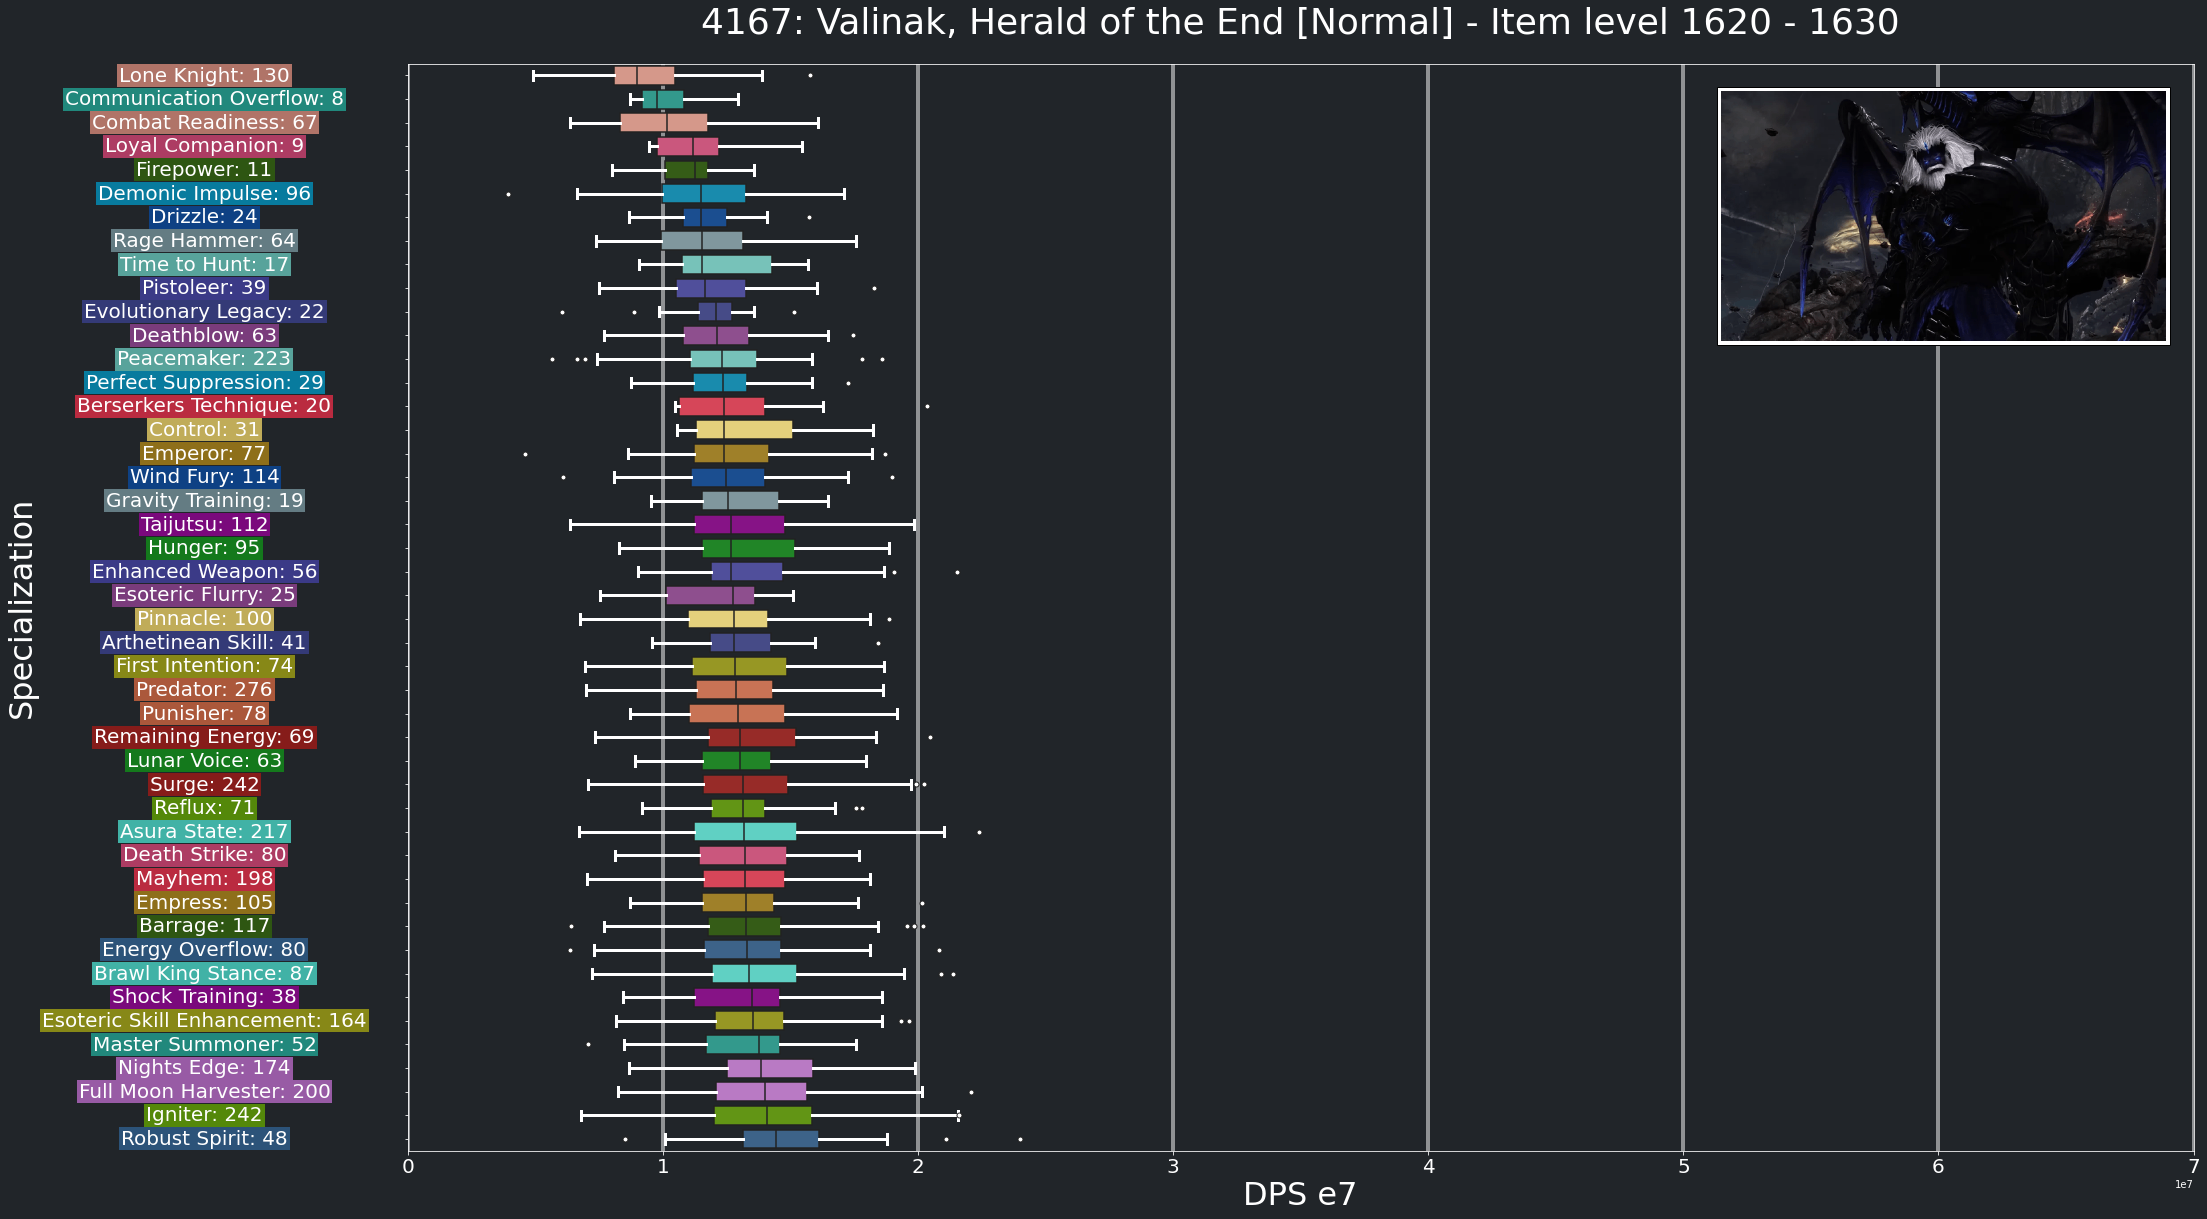 4167: Valinak, Herald of the End [Normal] - Item level 1620 - 1630
Specialization
Lone Knight: 130
Communication Overflow: 8
Combat Readiness: 67
Loyal Companion: 9
Firepower: 11
Demonic Impulse: 96
Drizzle: 24
Rage Hammer: 64
Time to Hunt: 17
Pistoleer: 39
Evolutionary Legacy: 22
Deathblow: 63
Peacemaker: 223
Perfect Suppression: 29
Berserkers Technique: 20
Control: 31
Emperor: 77
Wind Fury: 114
Gravity Training: 19
Taijutsu: 112
Hunger: 95
Enhanced Weapon: 56
Esoteric Flurry: 25
Pinnacle: 100
Arthetinean Skill: 41
First Intention: 74
Predator: 276
Punisher: 78
Remaining Energy: 69
Lunar Voice: 63
Surge: 242
Reflux: 71
Asura State: 217
Death Strike: 80
Mayhem: 198
Empress: 105
Barrage: 117
Energy Overflow: 80
Brawl King Stance: 87
Shock Training: 38
Esoteric Skill Enhancement: 164
Master Summoner: 52
Nights Edge: 174
Full Moon Harvester: 200
Igniter: 242
Robust Spirit: 48
0 1 2 3 4 5 6 7
1e7
DPS e7